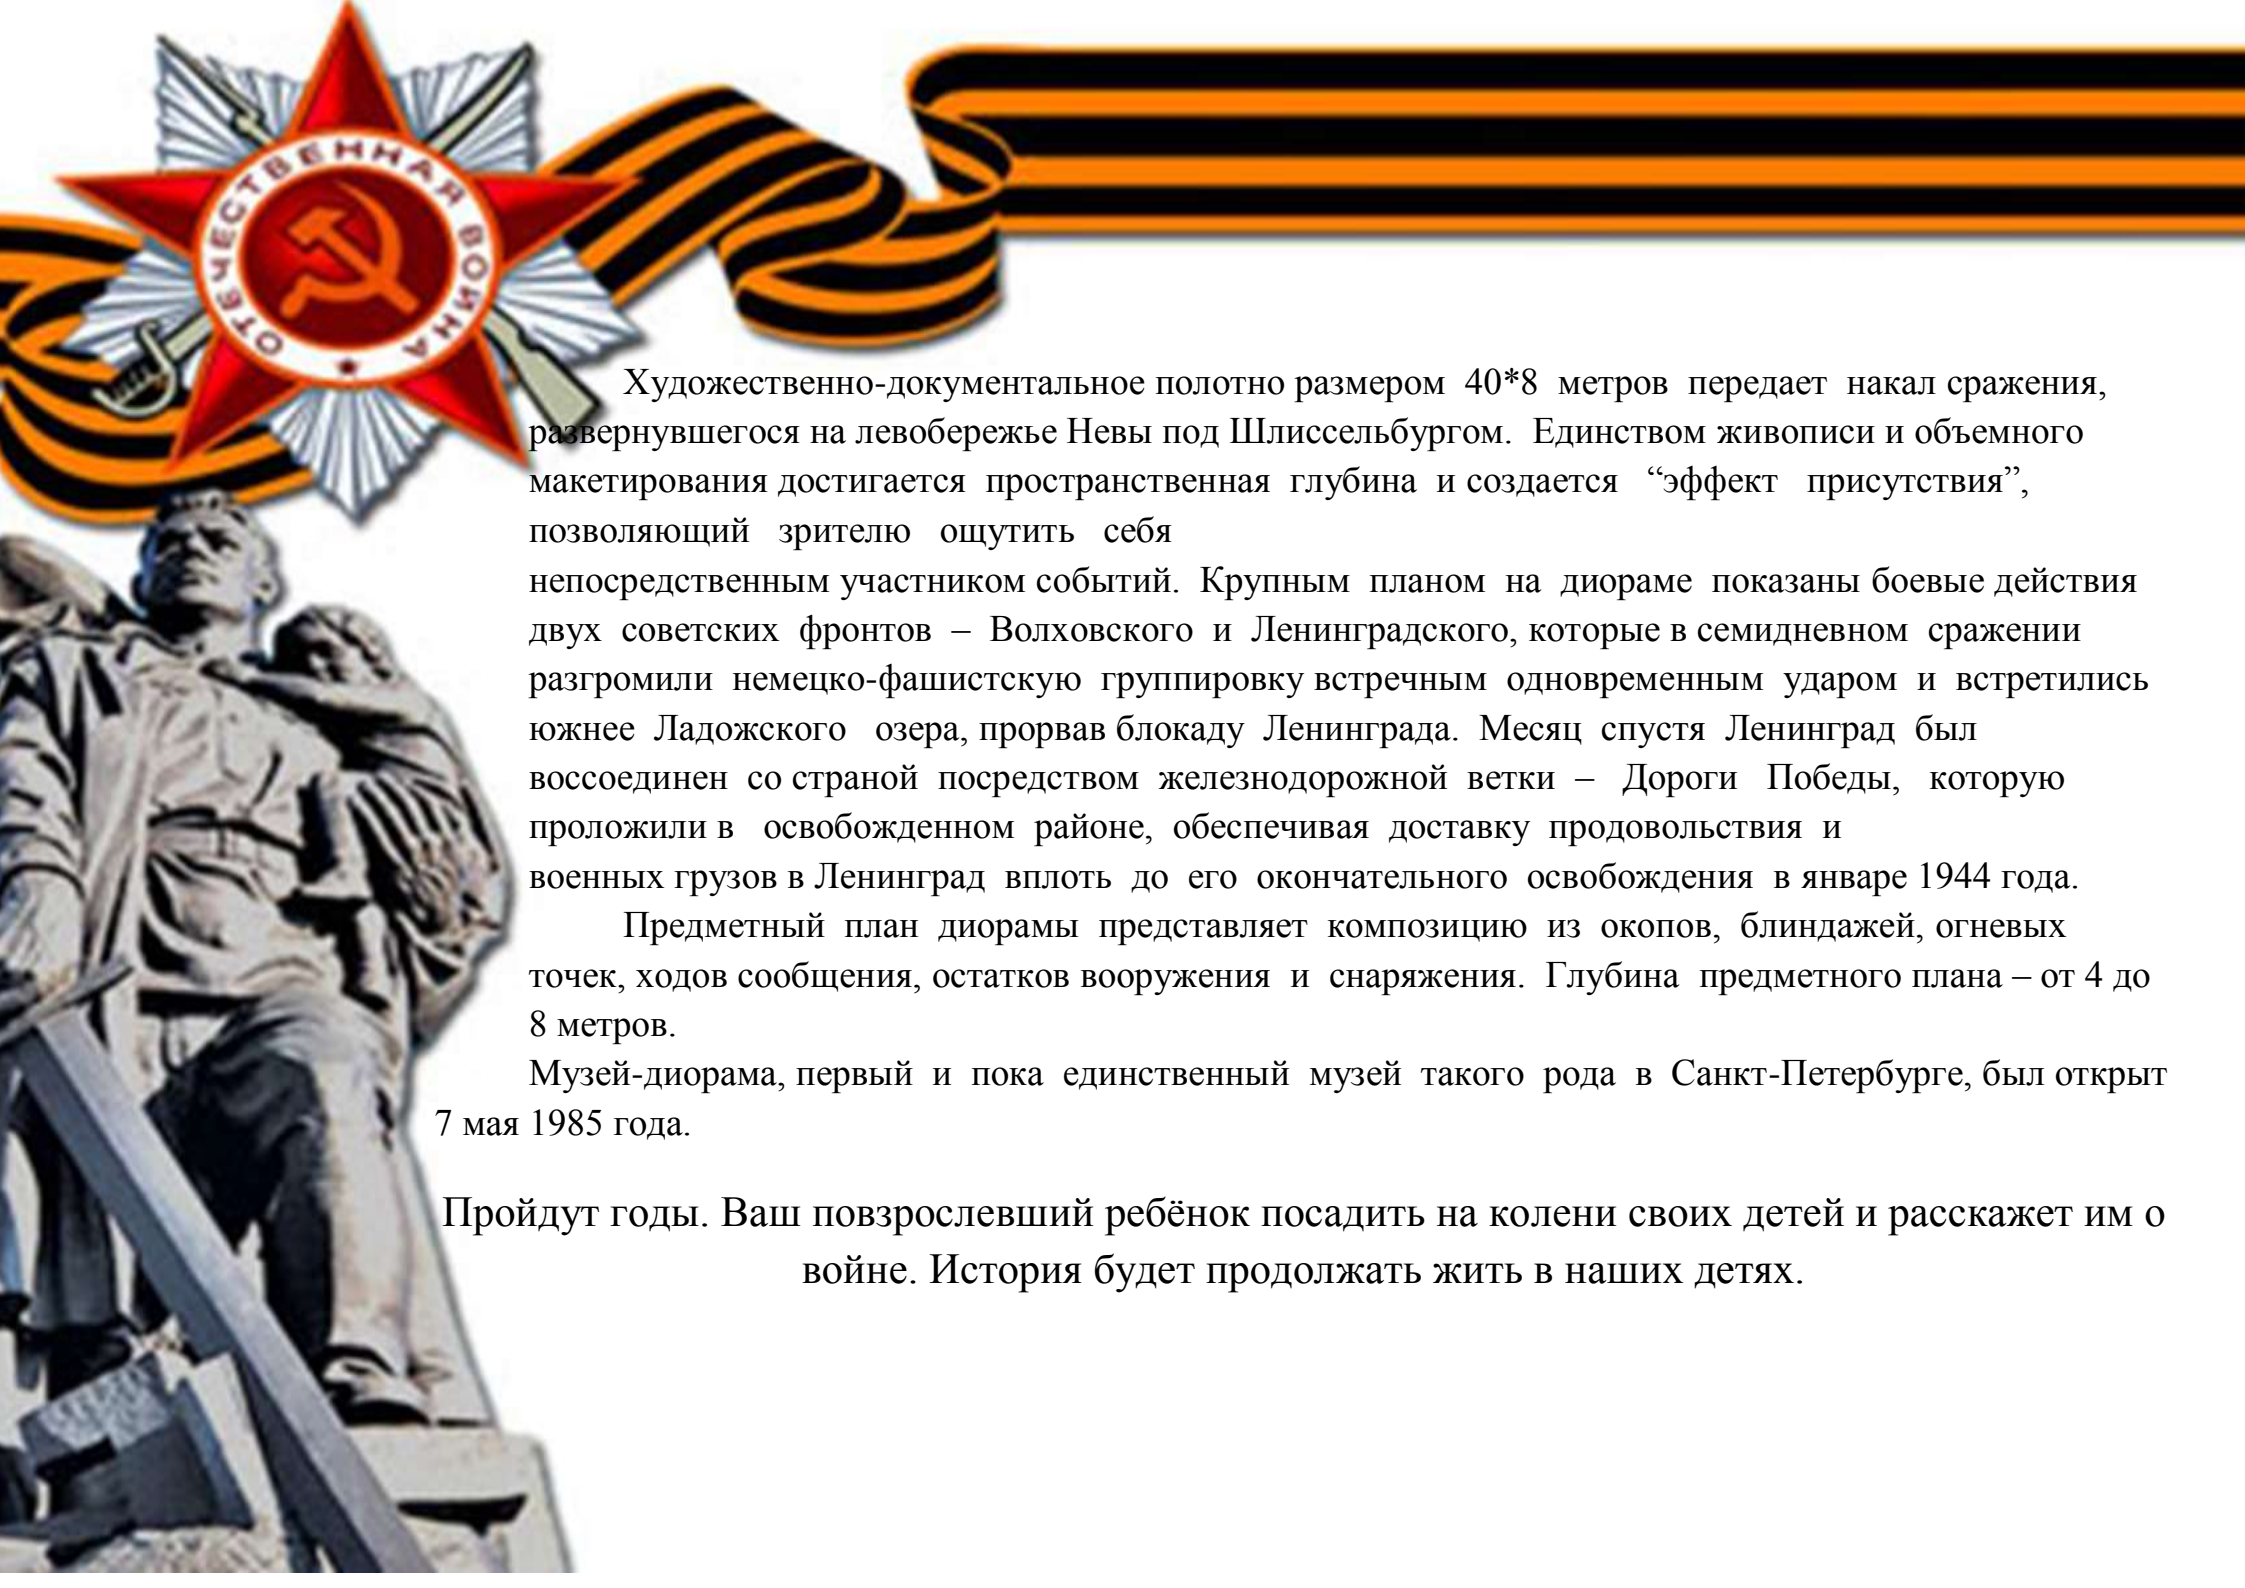 ОТЕЧЕСТВЕННАЯ ВОЙНА
Художественно-документальное полотно размером 40*8 метров передает накал сражения,
развернувшегося на левобережье Невы под Шлиссельбургом. Единством живописи и объемного
макетирования достигается пространственная глубина и создается “эффект присутствия”,
позволяющий зрителю ощутить себя
непосредственным участником событий. Крупным планом на диораме показаны боевые действия
двух советских фронтов – Волховского и Ленинградского, которые в семидневном сражении
разгромили немецко-фашистскую группировку встречным одновременным ударом и встретились
южнее Ладожского озера, прорвав блокаду Ленинграда. Месяц спустя Ленинград был
воссоединен со страной посредством железнодорожной ветки – Дороги Победы, которую
проложили в освобожденном районе, обеспечивая доставку продовольствия и
военных грузов в Ленинград вплоть до его окончательного освобождения в январе 1944 года.
Предметный план диорамы представляет композицию из окопов, блиндажей, огневых
точек, ходов сообщения, остатков вооружения и снаряжения. Глубина предметного плана – от 4 до
8 метров.
Музей-диорама, первый и пока единственный музей такого рода в Санкт-Петербурге, был открыт
7 мая 1985 года.
Пройдут годы. Ваш повзрослевший ребёнок посадить на колени своих детей и расскажет им о
войне. История будет продолжать жить в наших детях.